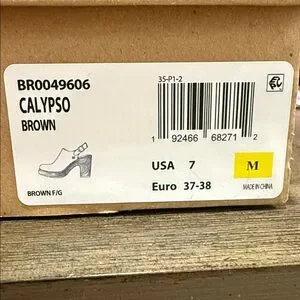 BR0049606
CALYPSO
BROWN
35-P1-2
1 92466 68271 2
USA 7 M
Euro 37-38
MADE IN CHINA
BROWN F/G